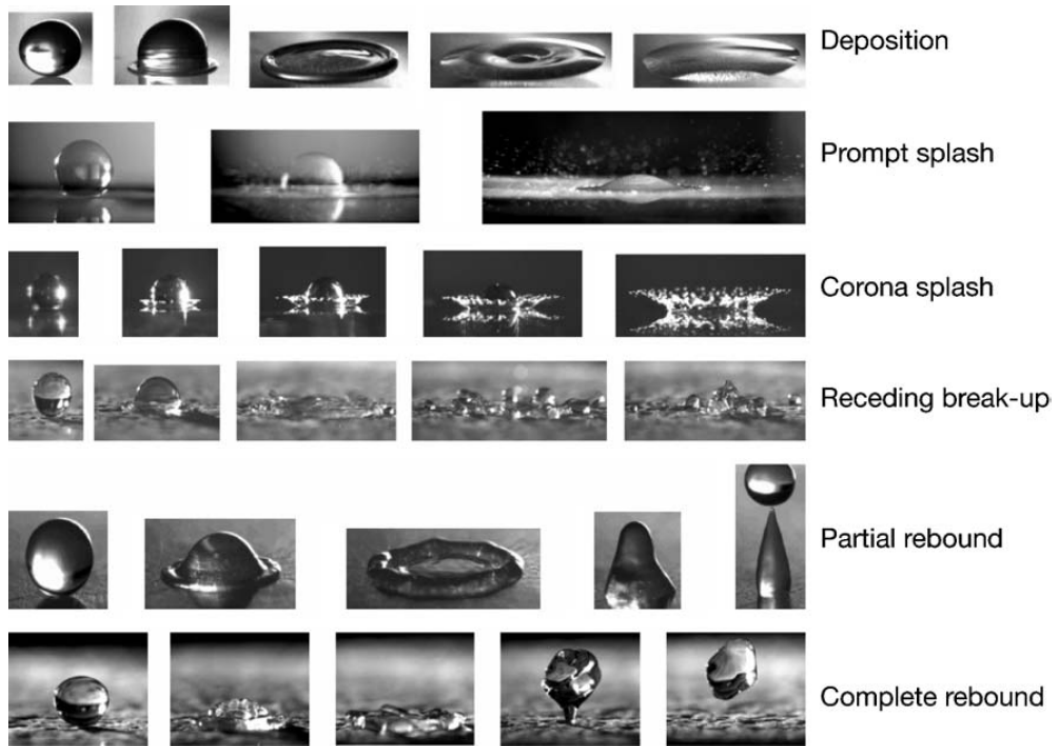 Deposition
Prompt splash
Corona splash
Receding break-up
Partial rebound
Complete rebound